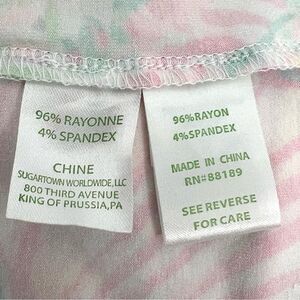 96% RAYONNE
4% SPANDEX
CHINE
SUGARTOWN WORLDWIDE, LLC
800 THIRD AVENUE
KING OF PRUSSIA, PA
96% RAYON
4% SPANDEX
MADE IN CHINA
RN#88189
SEE REVERSE
FOR CARE